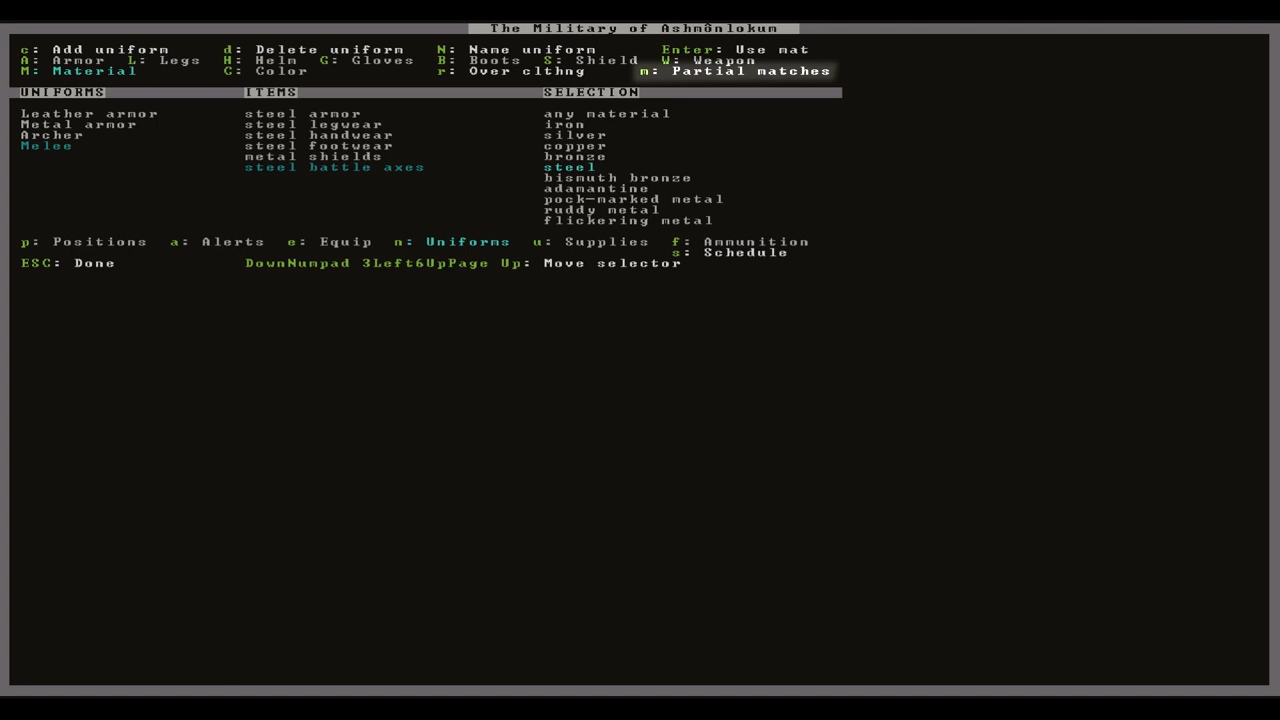 The Military of Ashmônlokum
c: Add uniform d: Delete uniform N: Name uniform Enter: Use mat
A: Armor L: Legs H: Helm G: Gloves B: Boots S: Shield W: Weapon
M: Material C: Color r: Over clthng m: Partial matches
UNIFORMS ITEMS SELECTION
Leather armor steel armor any material
Metal armor steel legwear iron
Archer steel handwear silver
Melee steel footwear copper
metal shields bronze
steel battle axes steel
bismuth bronze
adamantine
pock-marked metal
ruddy metal
flickering metal
p: Positions a: Alerts e: Equip n: Uniforms u: Supplies f: Ammunition
s: Schedule
ESC: Done DownNumpad 3Left6UpPage Up: Move selector